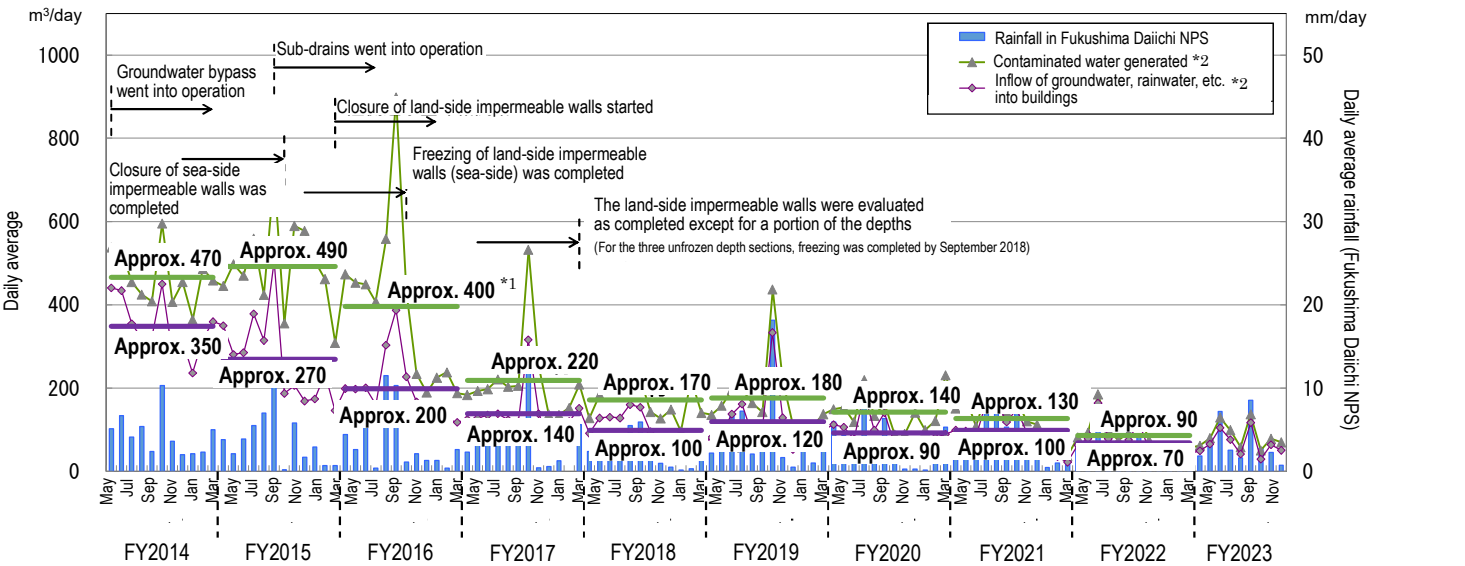 m³/day
mm/day
1000
800
600
400
200
0
Daily average
50
40
30
20
10
0
Daily average rainfall (Fukushima Daiichi NPS)
Rainfall in Fukushima Daiichi NPS
Contaminated water generated *2
Inflow of groundwater, rainwater, etc. *2
into buildings
Sub-drains went into operation
Groundwater bypass
went into operation
Closure of land-side impermeable walls started
Closure of sea-side
impermeable walls was
completed
Freezing of land-side impermeable
walls (sea-side) was completed
The land-side impermeable walls were evaluated
as completed except for a portion of the depths
(For the three unfrozen depth sections, freezing was completed by September 2018)
Approx. 470
Approx. 490
Approx. 400 *1
Approx. 220
Approx. 170
Approx. 180
Approx. 140
Approx. 130
Approx. 90
Approx. 350
Approx. 270
Approx. 200
Approx. 140
Approx. 100
Approx. 120
Approx. 90
Approx. 100
Approx. 70
May Jul Sep Nov Jan Mar May Jul Sep Nov Jan Mar May Jul Sep Nov Jan Mar May Jul Sep Nov Jan Mar May Jul Sep Nov Jan Mar May Jul Sep Nov Jan Mar May Jul Sep Nov Jan Mar May Jul Sep Nov Jan Mar May Jul Sep Nov Jan Mar May Jul Sep Nov
FY2014 FY2015 FY2016 FY2017 FY2018 FY2019 FY2020 FY2021 FY2022 FY2023